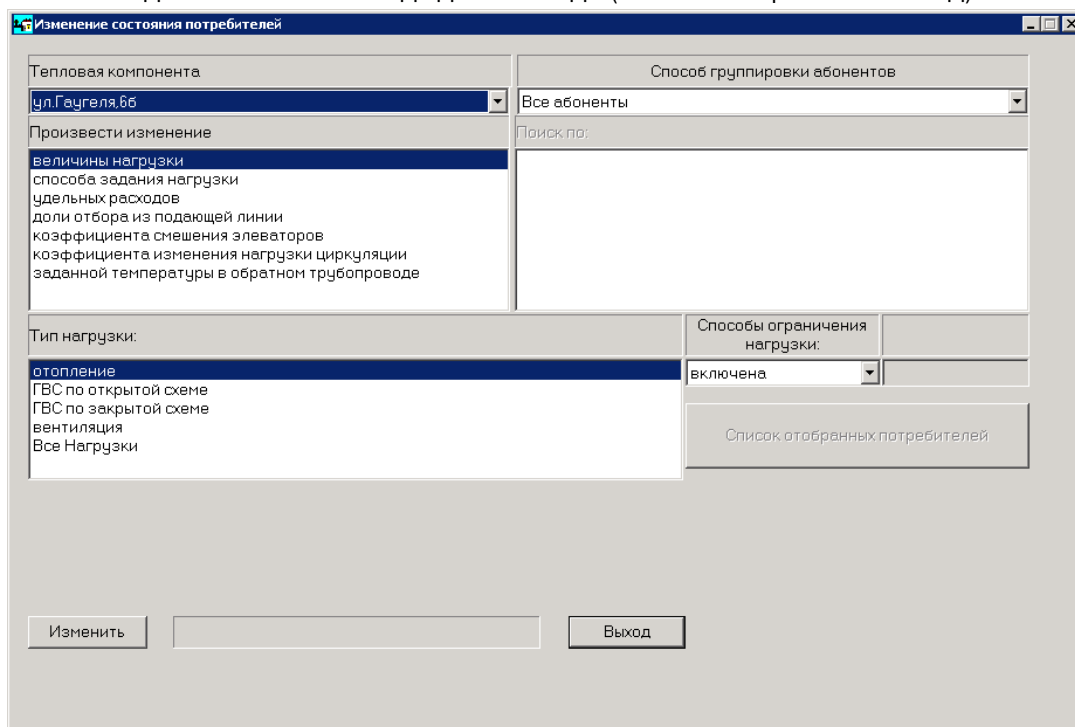 Изменение состояния потребителей
Тепловая компонента
Способ группировки абонентов
ул.Гаугеля,6б
Все абоненты
Произвести изменение
Поиск по:
величины нагрузки
способа задания нагрузки
удельных расходов
доли отбора из подающей линии
коэффициента смешения элеваторов
коэффициента изменения нагрузки циркуляции
заданной температуры в обратном трубопроводе
Тип нагрузки:
Способы ограничения
нагрузки:
отопление
ГВС по открытой схеме
ГВС по закрытой схеме
вентиляция
Все Нагрузки
включена
Список отобранных потребителей
Изменить
Выход